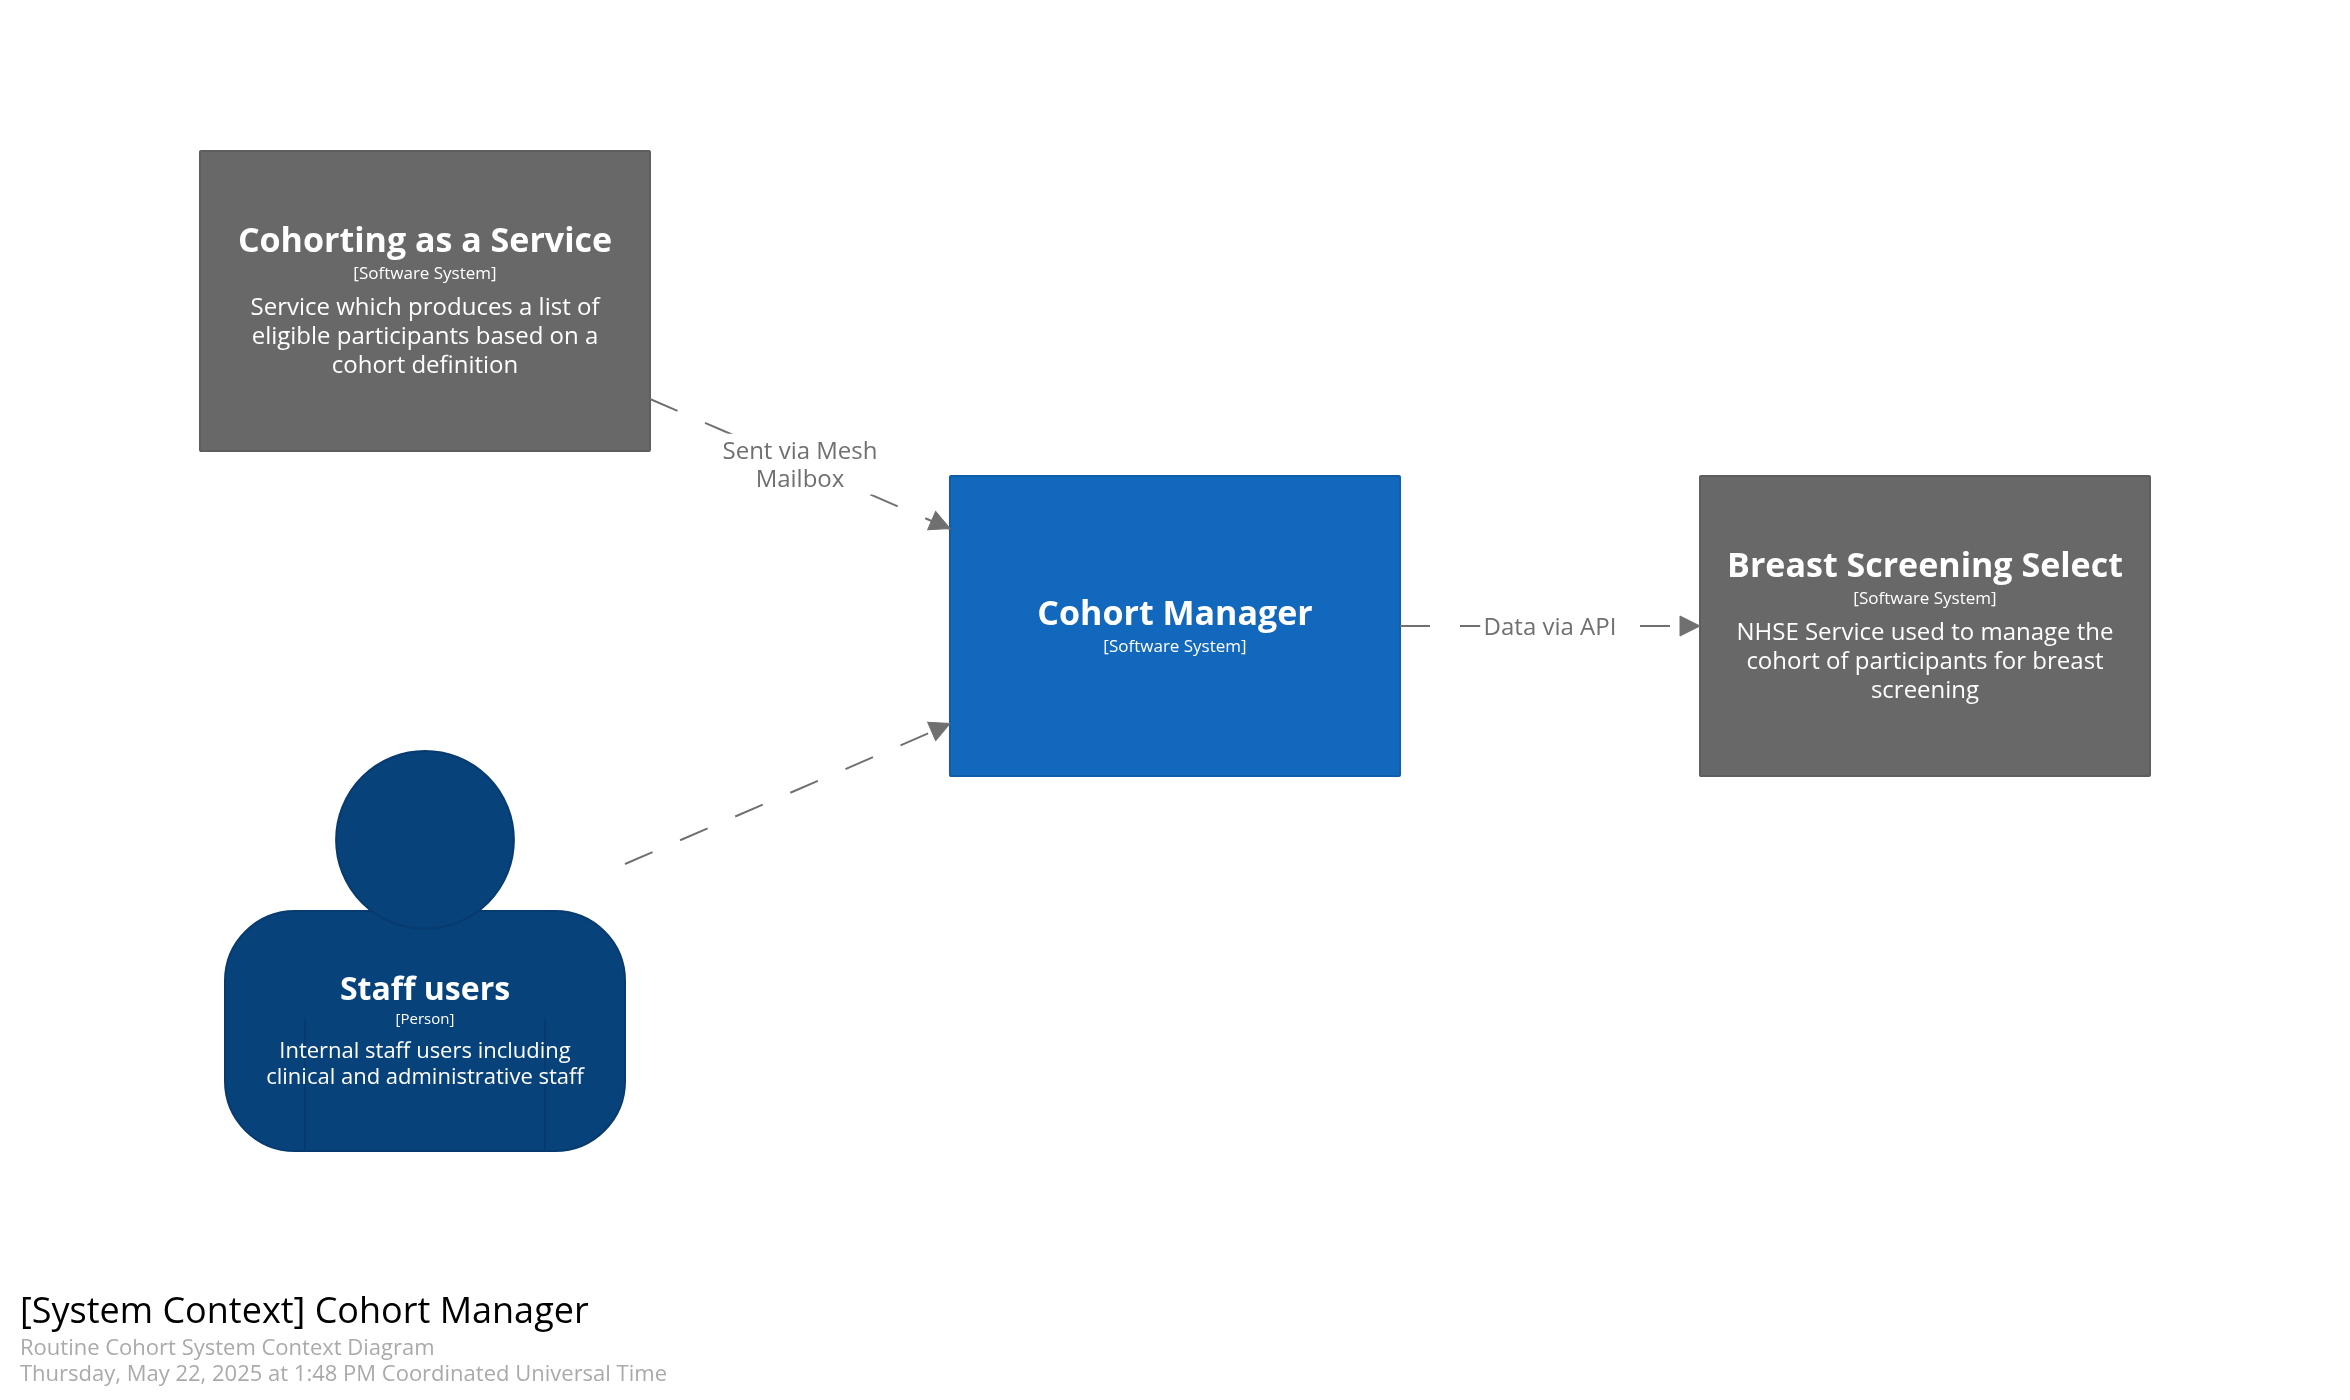 Cohorting as a Service
[Software System]
Service which produces a list of
eligible participants based on a
cohort definition
Sent via Mesh
Mailbox
Cohort Manager
[Software System]
Data via API
Breast Screening Select
[Software System]
NHSE Service used to manage the
cohort of participants for breast
screening
Staff users
[Person]
Internal staff users including
clinical and administrative staff
[System Context] Cohort Manager
Routine Cohort System Context Diagram
Thursday, May 22, 2025 at 1:48 PM Coordinated Universal Time